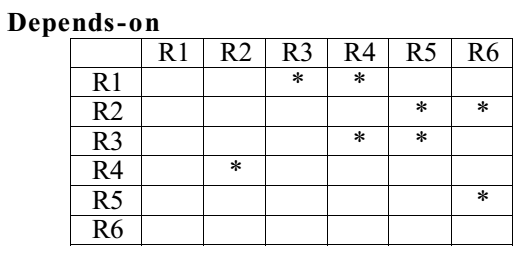 Depends-on
R1 R2 R3 R4 R5 R6
R1 * *
R2 * *
R3 * *
R4 *
R5 *
R6